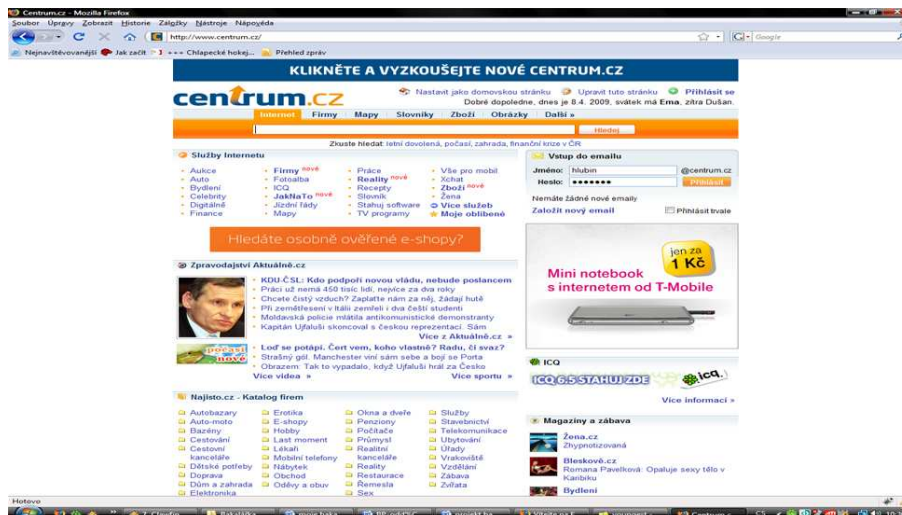 Centrum.cz - Mozilla Firefox
Soubor Úpravy Zobrazit Historie Záložky Nástroje Nápověda
http://www.centrum.cz/
Google
Nejnavštěvovanější Jak začít +++ Chlapecké hokej... Přehled zpráv
KLIKNĚTE A VYZKOUŠEJTE NOVÉ CENTRUM.CZ
centrum.cz
Nastavit jako domovskou stránku Upravit tuto stránku Přihlásit se
Dobré dopoledne, dnes je 8.4. 2009, svátek má Ema, zítra Dušan.
Internet Firmy Mapy Slovníky Zboží Obrázky Další »
Hledej
Zkuste hledat: letní dovolená, počasí, zahrada, finanční krize v ČR
Služby Internetu
Aukce
Auto
Bydlení
Celebrity
Digitálně
Finance
Firmy nové
Fotoalba
ICQ
JakNaTo nové
Jízdní řády
Mapy
Práce
Reality nové
Recepty
Slovník
Stahuj software
TV programy
Vše pro mobil
Xchat
Zboží nové
Žena
Více služeb
Moje oblíbené
Vstup do emailu
Jméno: hlubin @centrum.cz
Heslo: Přihlásit
Nemáte žádné nové emaily
Založit nový email Přihlásit trvale
Hledáte osobně ověřené e-shopy?
jen za
1 Kč
Mini notebook
s internetem od T-Mobile
Zpravodajství Aktuálně.cz
KDU-ČSL: Kdo podpoří novou vládu, nebude poslancem
Práci už nemá 450 tisíc lidí, nejvíce za dva roky
Chcete čistý vzduch? Zaplaťte nám za něj, žádají hutě
Při zemětřesení v Itálii zemřeli i dva čeští studenti
Moldavská policie mlátila antikomunistické demonstranty
Kapitán Ujfaluši skoncoval s českou reprezentací. Sám
Více z Aktuálně.cz »
počasí
nové
Loď se potápí. Čert vem, koho vlastně? Radu, či svaz?
Strašný gól. Manchester viní sám sebe a bojí se Porta
Obrazem: Tak to vypadalo, když Ujfaluši hrál za Česko
Více videa » Více sportu »
ICQ
ICQ 6.5 STAHUJ ZDE icq.
Více informací »
Najisto.cz - Katalog firem
Autobazary
Auto-moto
Bazény
Cestování
Cestovní
kanceláře
Dětské potřeby
Doprava
Dům a zahrada
Elektronika
Erotika
E-shopy
Hobby
Last moment
Lékaři
Mobilní telefony
Nábytek
Obchod
Oděvy a obuv
Okna a dveře
Penziony
Počítače
Průmysl
Realitní
kanceláře
Reality
Restaurace
Řemesla
Sex
Služby
Stavebnictví
Telekomunikace
Ubytování
Úřady
Vrakoviště
Vzdělání
Zábava
Zvířata
Magazíny a zábava
Žena.cz
Zhypnotizovaná
Bleskově.cz
Romana Pavelková: Opaluje sexy tělo v
Karibiku
Bydlení
Hotovo